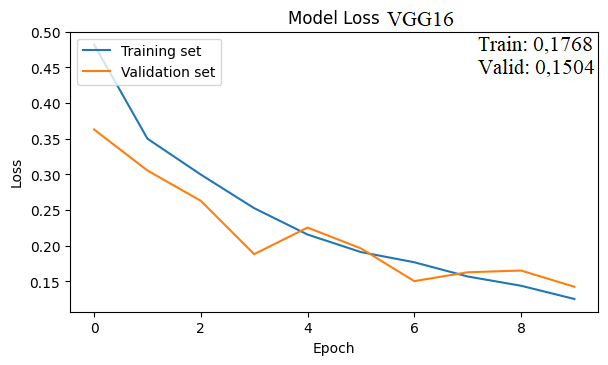 Model Loss VGG16
Train: 0,1768
Valid: 0,1504
Training set
Validation set
0.50
0.45
0.40
0.35
0.30
0.25
0.20
0.15
Loss
0 2 4 6 8
Epoch